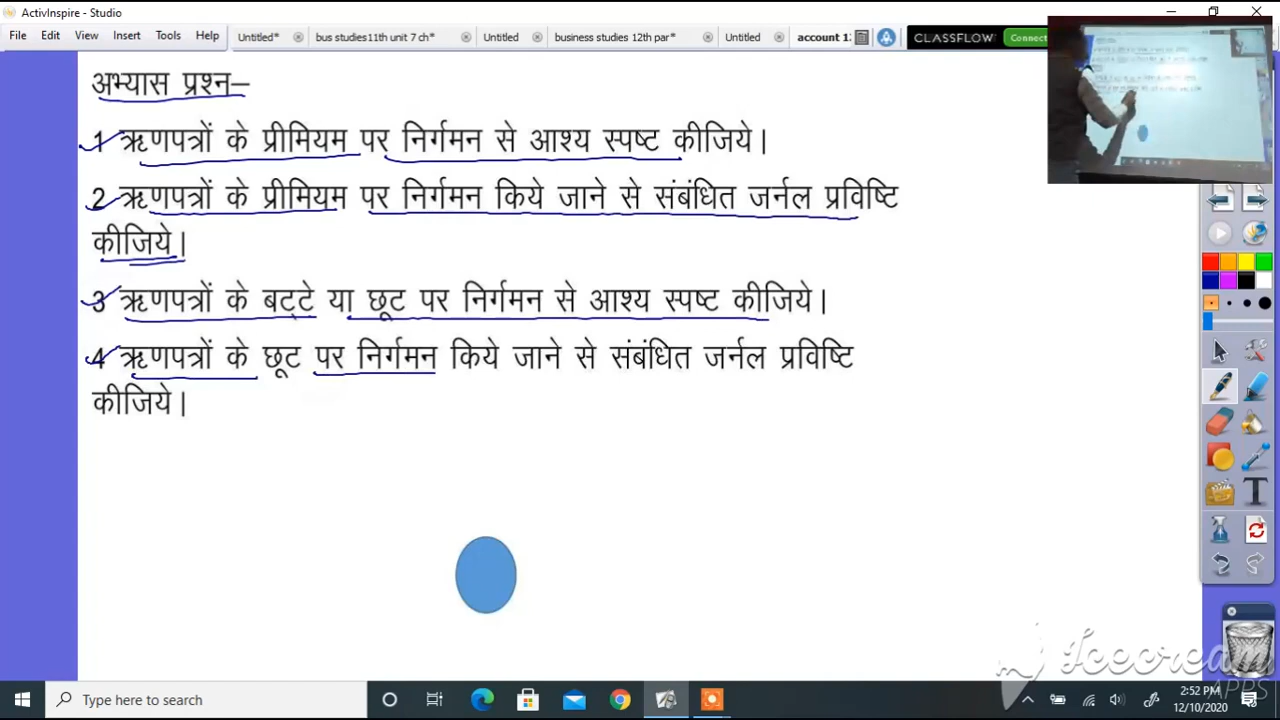 ActivInspire - Studio
File Edit View Insert Tools Help
Untitled* bus studies11th unit 7 ch* Untitled business studies 12th par* Untitled account 12 CLASSFLOW Connect
अभ्यास प्रश्न–
1 ऋणपत्रों के प्रीमियम पर निर्गमन से आश्य स्पष्ट कीजिये।
2 ऋणपत्रों के प्रीमियम पर निर्गमन किये जाने से संबंधित जर्नल प्रविष्टि
कीजिये।
3 ऋणपत्रों के बट्टे या छूट पर निर्गमन से आश्य स्पष्ट कीजिये।
4 ऋणपत्रों के छूट पर निर्गमन किये जाने से संबंधित जर्नल प्रविष्टि
कीजिये।
Icecream
APPS
Type here to search
2:52 PM
12/10/2020